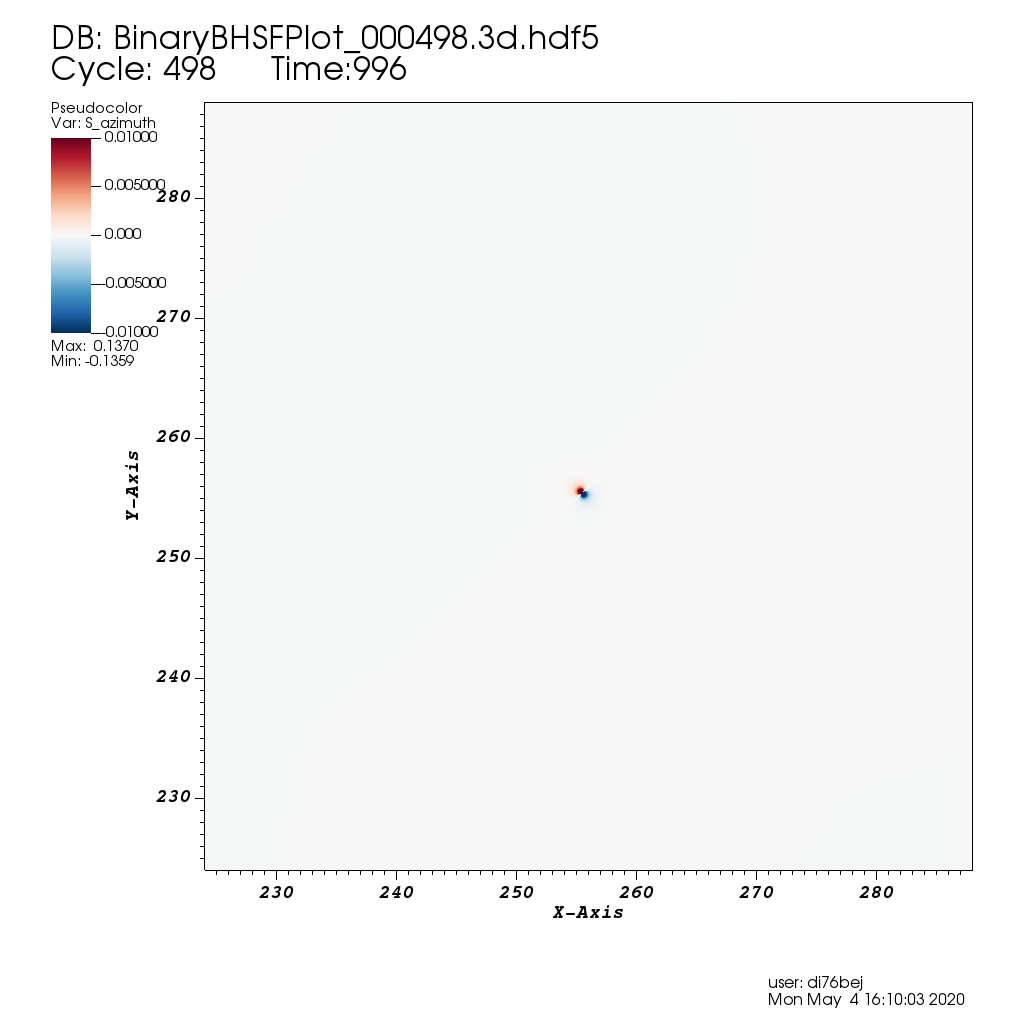 DB: BinaryBHSFPlot_000498.3d.hdf5
Cycle: 498 Time:996
Pseudocolor
Var: S_azimuth
0.01000
0.005000
0.000
-0.005000
-0.01000
Max: 0.1370
Min: -0.1359
280
270
260
250
240
230
Y-Axis
230 240 250 260 270 280
X-Axis
user: di76bej
Mon May 4 16:10:03 2020